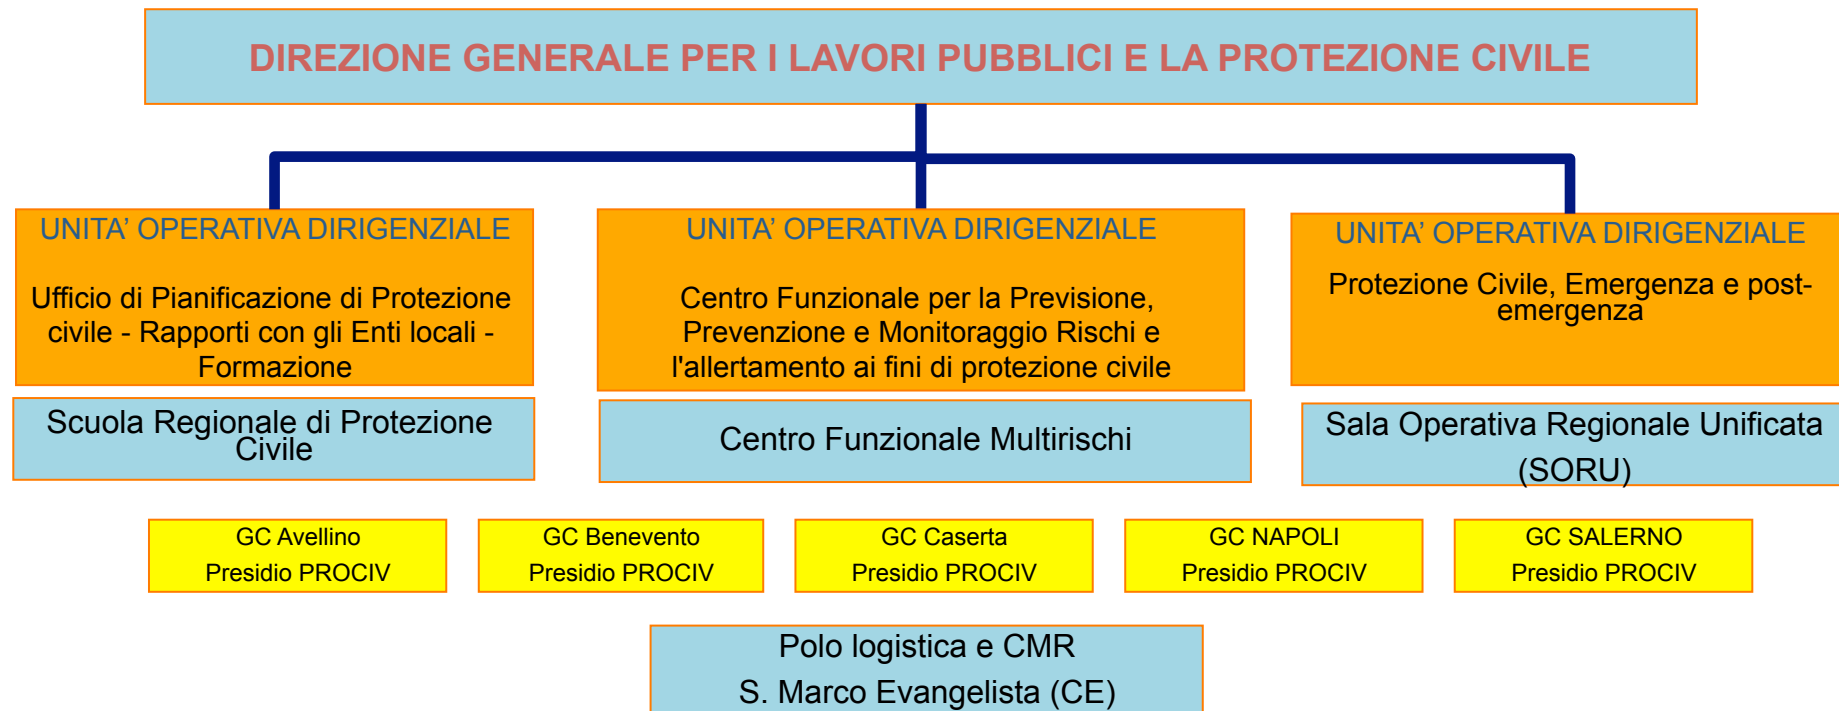 DIREZIONE GENERALE PER I LAVORI PUBBLICI E LA PROTEZIONE CIVILE
UNITA’ OPERATIVA DIRIGENZIALE
Ufficio di Pianificazione di Protezione
civile - Rapporti con gli Enti locali -
Formazione
UNITA’ OPERATIVA DIRIGENZIALE
Centro Funzionale per la Previsione,
Prevenzione e Monitoraggio Rischi e
l'allertamento ai fini di protezione civile
UNITA’ OPERATIVA DIRIGENZIALE
Protezione Civile, Emergenza e post-
emergenza
Scuola Regionale di Protezione
Civile
Centro Funzionale Multirischi
Sala Operativa Regionale Unificata
(SORU)
GC Avellino
Presidio PROCIV
GC Benevento
Presidio PROCIV
GC Caserta
Presidio PROCIV
GC NAPOLI
Presidio PROCIV
GC SALERNO
Presidio PROCIV
Polo logistica e CMR
S. Marco Evangelista (CE)